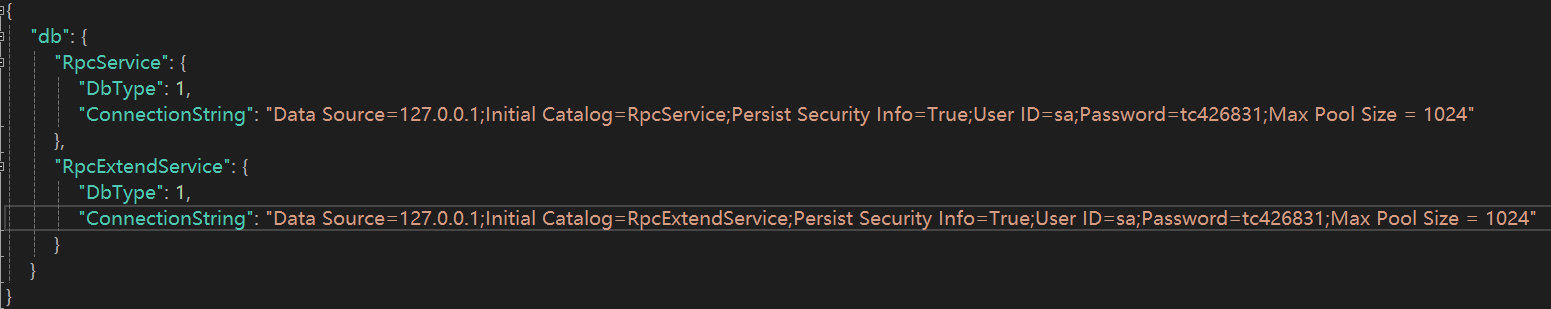 {
"db": {
"RpcService": {
"DbType": 1,
"ConnectionString": "Data Source=127.0.0.1;Initial Catalog=RpcService;Persist Security Info=True;User ID=sa;Password=tc426831;Max Pool Size = 1024"
},
"RpcExtendService": {
"DbType": 1,
"ConnectionString": "Data Source=127.0.0.1;Initial Catalog=RpcExtendService;Persist Security Info=True;User ID=sa;Password=tc426831;Max Pool Size = 1024"
}
}
}